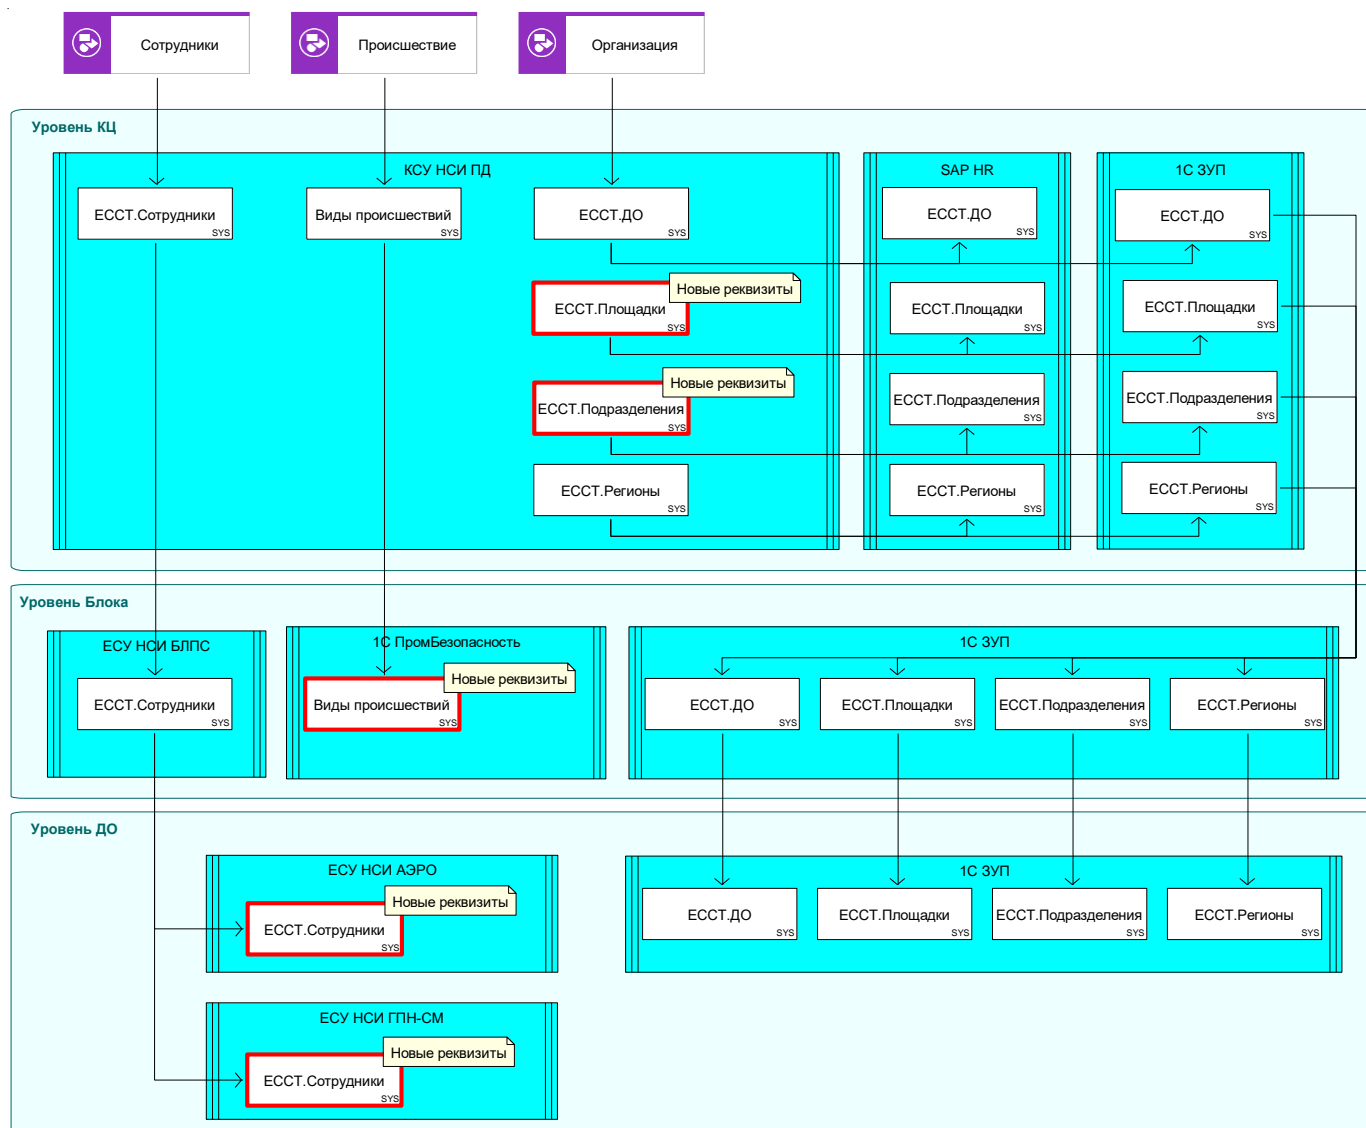 Сотрудники
Происшествие
Организация
Уровень КЦ
КСУ НСИ ПД
SAP HR
1С ЗУП
ЕССТ.Сотрудники
SYS
Виды происшествий
SYS
ЕССТ.ДО
SYS
ЕССТ.ДО
SYS
ЕССТ.ДО
SYS
Новые реквизиты
ЕССТ.Площадки
SYS
ЕССТ.Площадки
SYS
ЕССТ.Площадки
SYS
Новые реквизиты
ЕССТ.Подразделения
SYS
ЕССТ.Подразделения
SYS
ЕССТ.Подразделения
SYS
ЕССТ.Регионы
SYS
ЕССТ.Регионы
SYS
ЕССТ.Регионы
SYS
Уровень Блока
ЕСУ НСИ БЛПС
1С ПромБезопасность
1С ЗУП
ЕССТ.Сотрудники
SYS
Новые реквизиты
Виды происшествий
SYS
ЕССТ.ДО
SYS
ЕССТ.Площадки
SYS
ЕССТ.Подразделения
SYS
ЕССТ.Регионы
SYS
Уровень ДО
ЕСУ НСИ АЭРО
1С ЗУП
Новые реквизиты
ЕССТ.Сотрудники
SYS
ЕССТ.ДО
SYS
ЕССТ.Площадки
SYS
ЕССТ.Подразделения
SYS
ЕССТ.Регионы
SYS
ЕСУ НСИ ГПН-СМ
Новые реквизиты
ЕССТ.Сотрудники
SYS